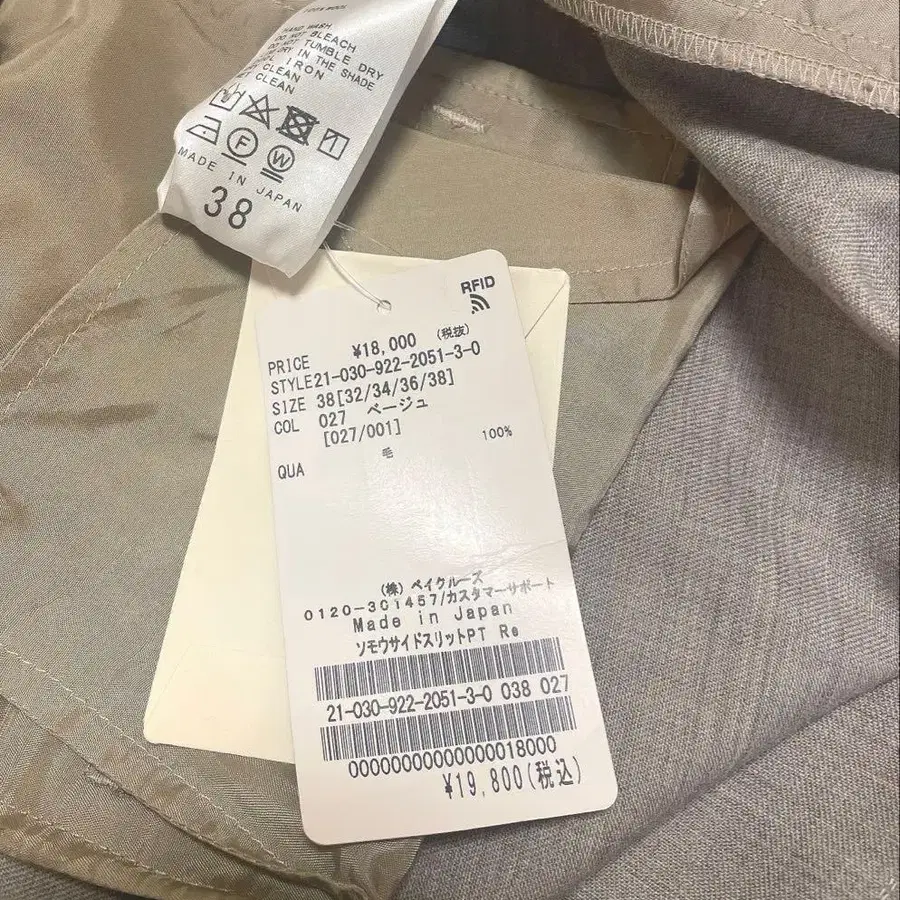 100% WOOL
HAND WASH
DO NOT BLEACH
DO NOT TUMBLE DRY
DRY IN THE SHADE
IRON
CLEAN
WET CLEAN
F
W
MADE IN JAPAN
38
RFID
PRICE ¥18,000 (税抜)
STYLE21-030-922-2051-3-0
SIZE 38[32/34/36/38]
COL 027 ベージュ
[027/001]
QUA 毛 100%
(株) ベイクルーズ
0120-301457/カスタマーサポート
Made in Japan
ソモウサイドスリットPT Re
21-030-922-2051-3-0 038 027
00000000000000018000
¥19,800(税込)